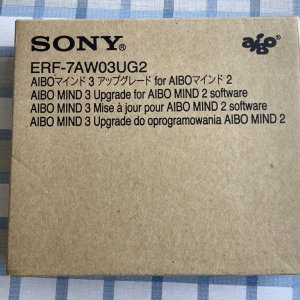 SONY®
aibo
ERF-7AW03UG2
AIBOマインド 3 アップグレード for AIBOマインド 2
AIBO MIND 3 Upgrade for AIBO MIND 2 software
AIBO MIND 3 Mise à jour pour AIBO MIND 2 software
AIBO MIND 3 Upgrade do oprogramowania AIBO MIND 2